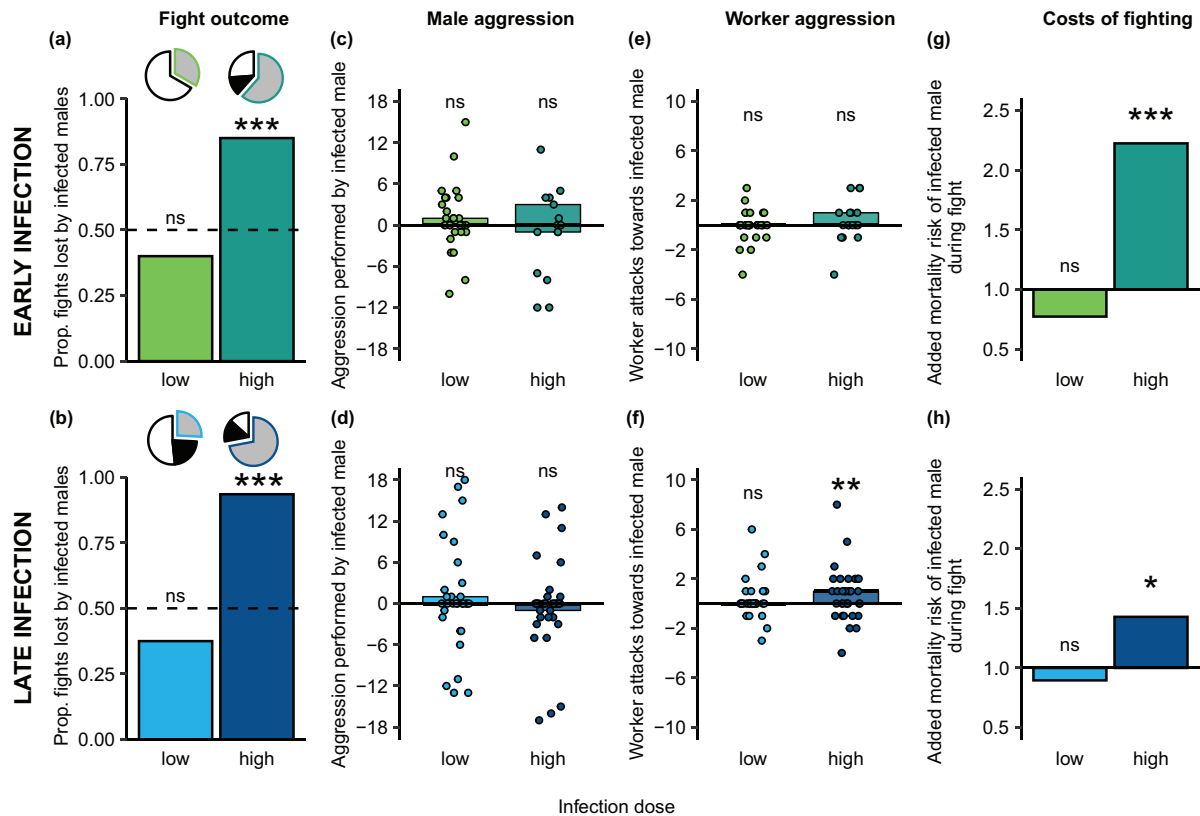 Fight outcome
Male aggression
Worker aggression
Costs of fighting
EARLY INFECTION
(a)
Prop. fights lost by infected males
1.00
0.75
0.50
0.25
0.00
ns
***
low
high
(c)
Aggression performed by infected male
18
12
6
0
−6
−12
−18
ns
ns
low
high
(e)
Worker attacks towards infected male
10
6
2
−2
−6
−10
ns
ns
low
high
(g)
Added mortality risk of infected male
during fight
2.5
2.0
1.5
1.0
0.5
ns
***
low
high
LATE INFECTION
(b)
Prop. fights lost by infected males
1.00
0.75
0.50
0.25
0.00
ns
***
low
high
(d)
Aggression performed by infected male
18
12
6
0
−6
−12
−18
ns
ns
low
high
(f)
Worker attacks towards infected male
10
6
2
−2
−6
−10
ns
**
low
high
(h)
Added mortality risk of infected male
during fight
2.5
2.0
1.5
1.0
0.5
ns
*
low
high
Infection dose